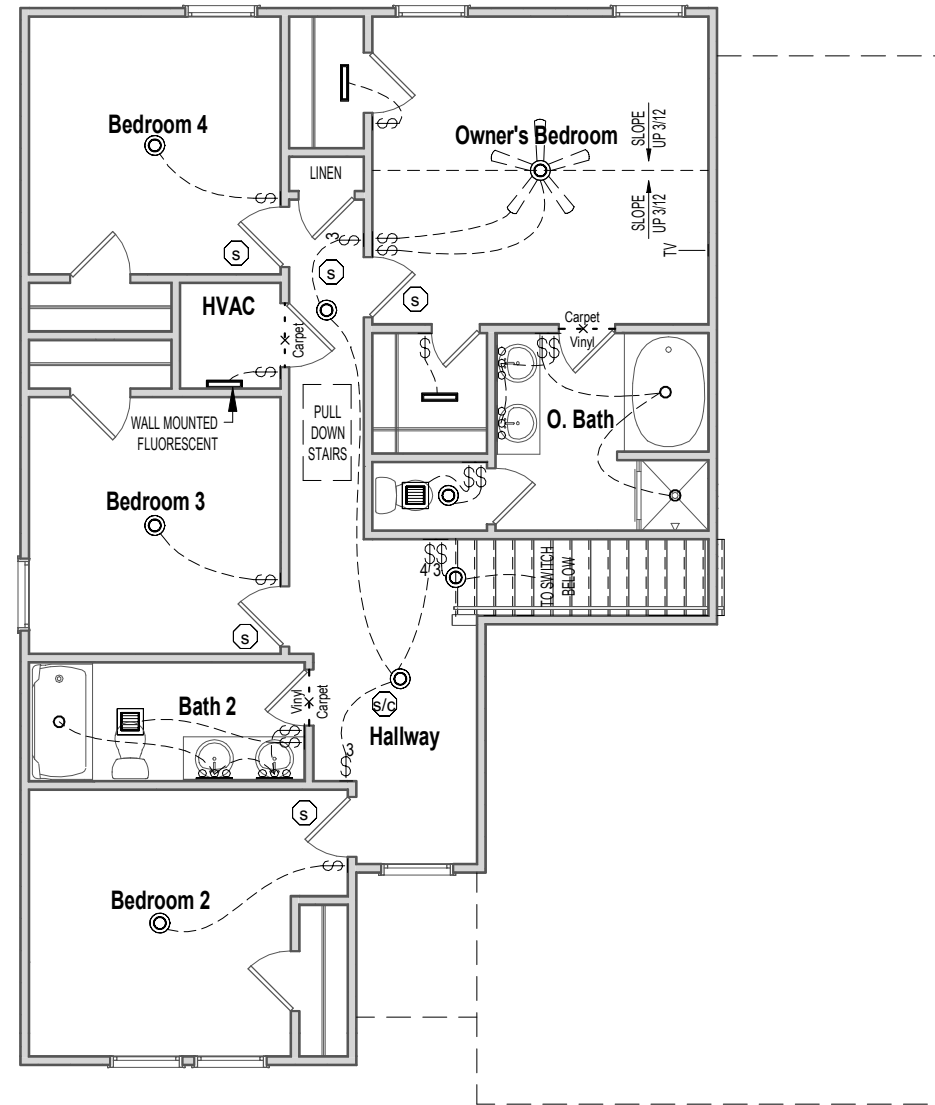 Bedroom 4
Owner's Bedroom
SLOPE
UP 3/12
LINEN
SLOPE
UP 3/12
3
S
TV
S
S
HVAC
Carpet
Carpet
Vinyl
WALL MOUNTED
FLUORESCENT
PULL
DOWN
STAIRS
O. Bath
Bedroom 3
4
3
TO SWITCH
BELOW
S
Vinyl
Carpet
Bath 2
s/c
Hallway
3
S
Bedroom 2